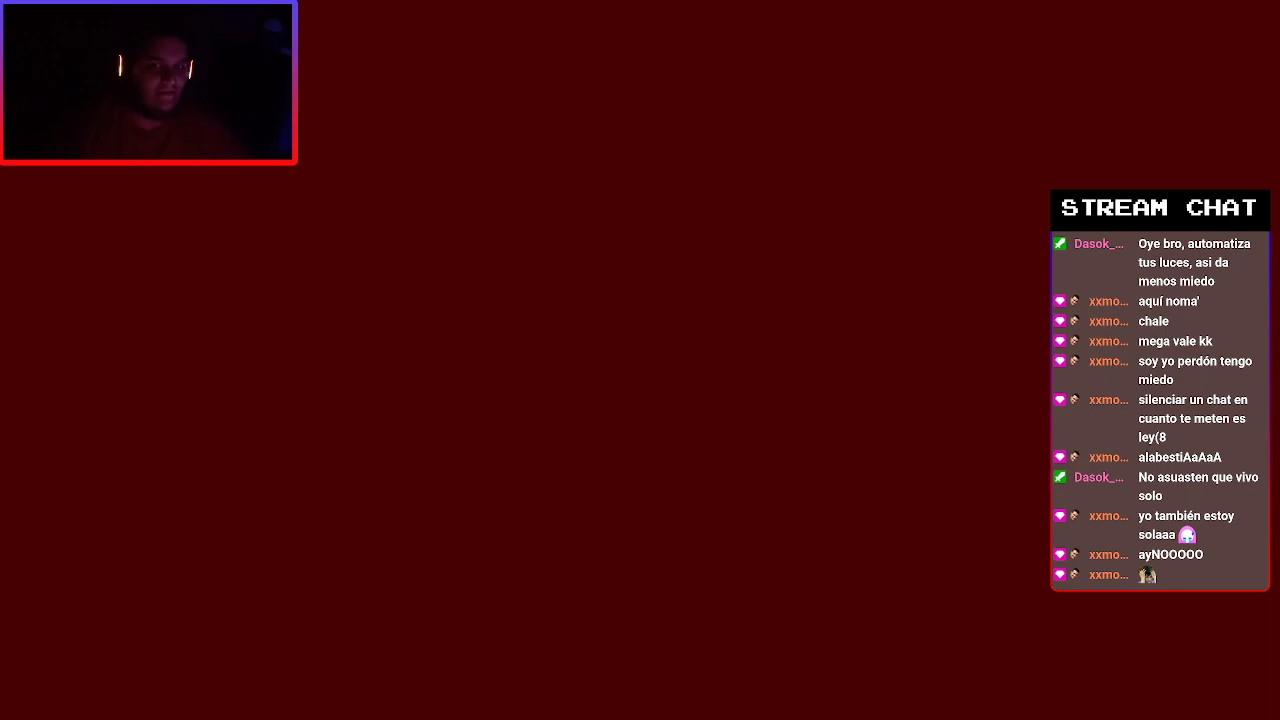 STREAM CHAT
Dasok_... Oye bro, automatiza
tus luces, asi da
menos miedo
xxmo... aquí noma'
xxmo... chale
xxmo... mega vale kk
xxmo... soy yo perdón tengo
miedo
xxmo... silenciar un chat en
cuanto te meten es
ley(8
xxmo... alabestiAaAaA
Dasok_... No asuasten que vivo
solo
xxmo... yo también estoy
solaaa
xxmo... ayNOOOOO
xxmo...